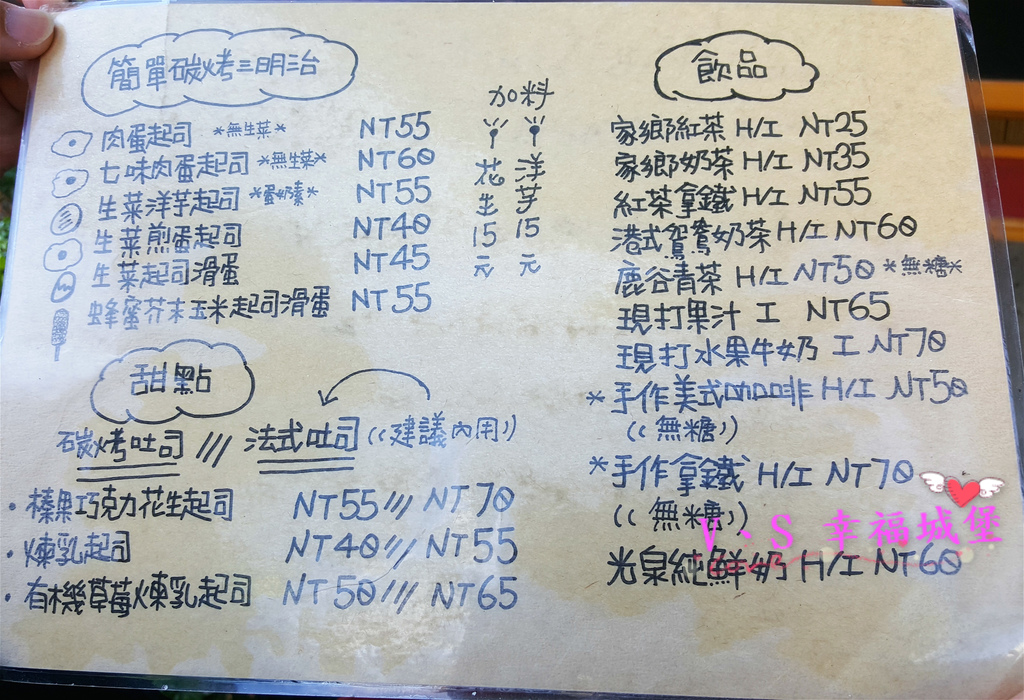 簡單碳烤三明治
肉蛋起司 *無生菜* NT55
七味肉蛋起司 *無生菜* NT60
生菜洋芋起司 *蛋奶素* NT55
生菜煎蛋起司 NT40
生菜起司滑蛋 NT45
蜂蜜芥末玉米起司滑蛋 NT55
加料
花生15元
洋芋15元
甜點
碳烤吐司 /// 法式吐司 ((建議內用))
・榛果巧克力花生起司 NT55 /// NT70
・煉乳起司 NT40 /// NT55
・有機草莓煉乳起司 NT50 /// NT65
飲品
家鄉紅茶 H/I NT25
家鄉奶茶 H/I NT35
紅茶拿鐵 H/I NT55
港式鴛鴦奶茶 H/I NT60
鹿谷青茶 H/I NT50 *無糖*
現打果汁 I NT65
現打水果牛奶 I NT70
*手作美式咖啡 H/I NT50
((無糖))
*手作拿鐵 H/I NT70
((無糖))
光泉純鮮奶 H/I NT60
V、S 幸福城堡